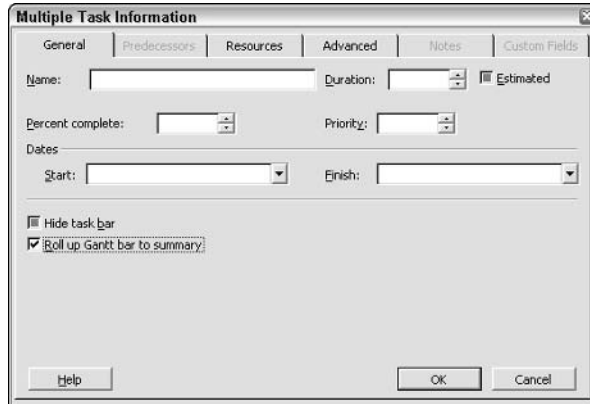 Multiple Task Information
General Predecessors Resources Advanced Notes Custom Fields
Name: Duration: Estimated
Percent complete: Priority:
Dates
Start: Finish:
Hide task bar
Roll up Gantt bar to summary
Help OK Cancel